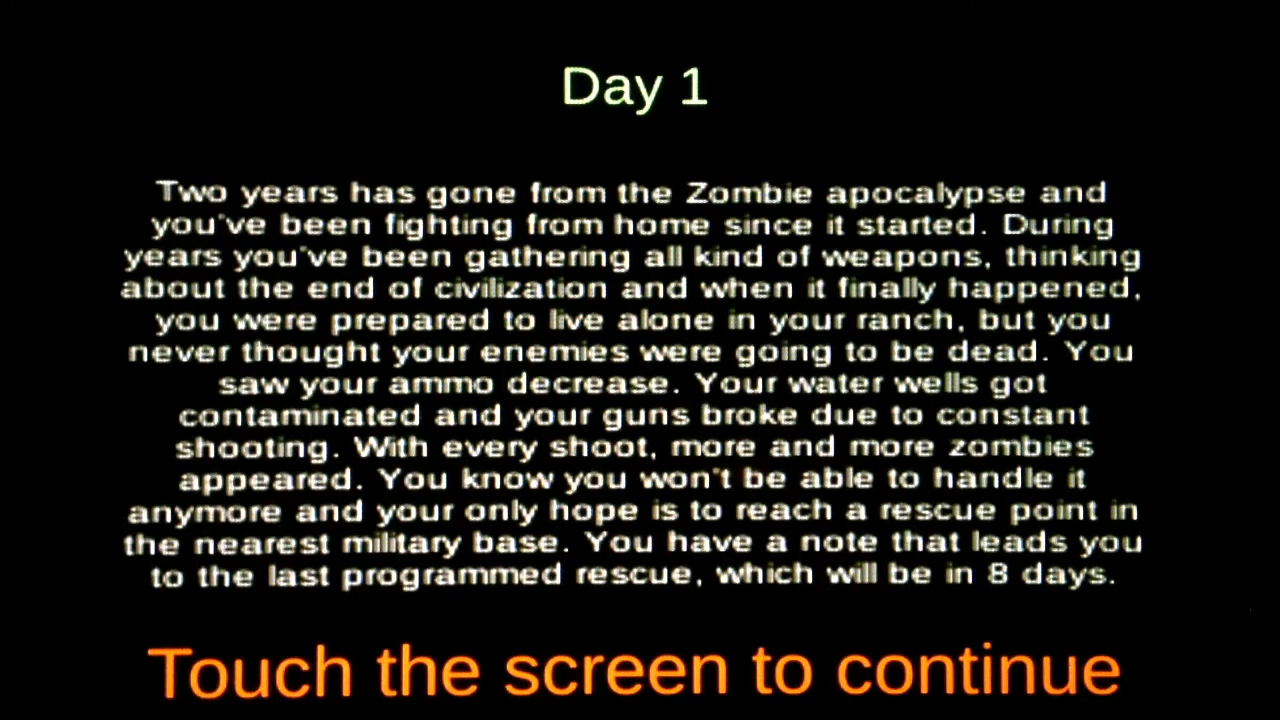 Day 1
Two years has gone from the Zombie apocalypse and
you've been fighting from home since it started. During
years you've been gathering all kind of weapons, thinking
about the end of civilization and when it finally happened,
you were prepared to live alone in your ranch, but you
never thought your enemies were going to be dead. You
saw your ammo decrease. Your water wells got
contaminated and your guns broke due to constant
shooting. With every shoot, more and more zombies
appeared. You know you won't be able to handle it
anymore and your only hope is to reach a rescue point in
the nearest military base. You have a note that leads you
to the last programmed rescue, which will be in 8 days.
Touch the screen to continue